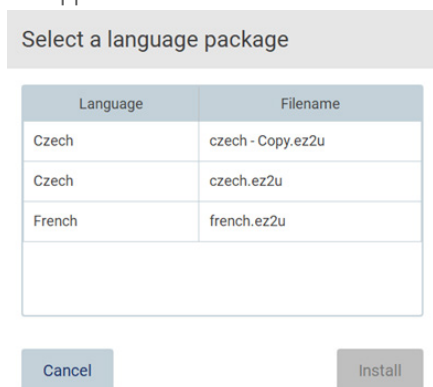 Select a language package
Language Filename
Czech czech - Copy.ez2u
Czech czech.ez2u
French french.ez2u
Cancel Install